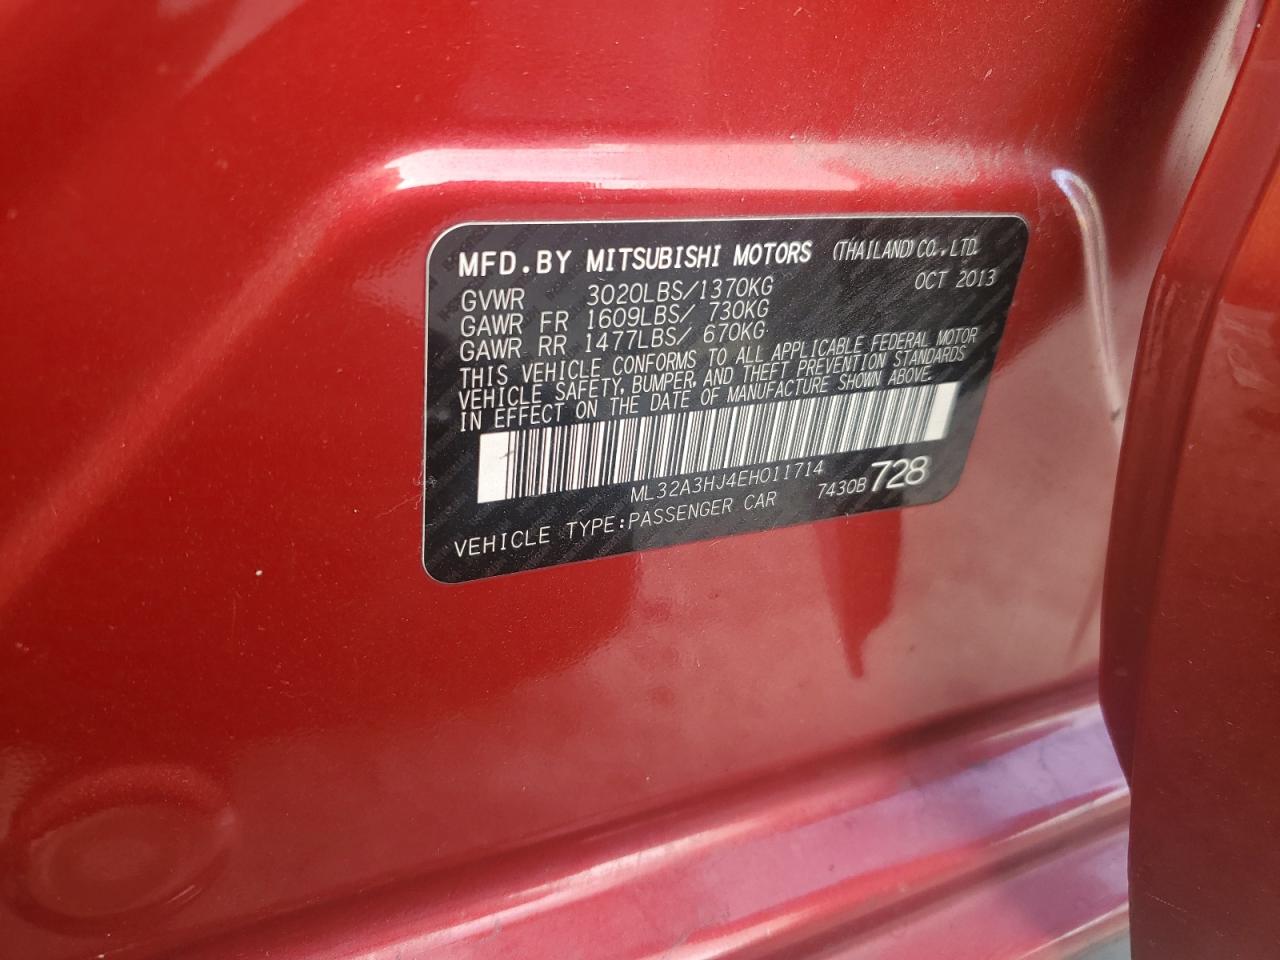 MFD.BY MITSUBISHI MOTORS (THAILAND) CO., LTD.
OCT 2013
GVWR 3020LBS/1370KG
GAWR FR 1609LBS/ 730KG
GAWR RR 1477LBS/ 670KG
THIS VEHICLE CONFORMS TO ALL APPLICABLE FEDERAL MOTOR
VEHICLE SAFETY, BUMPER, AND THEFT PREVENTION STANDARDS
IN EFFECT ON THE DATE OF MANUFACTURE SHOWN ABOVE.
ML32A3HJ4EH011714
VEHICLE TYPE:PASSENGER CAR 7430B 728